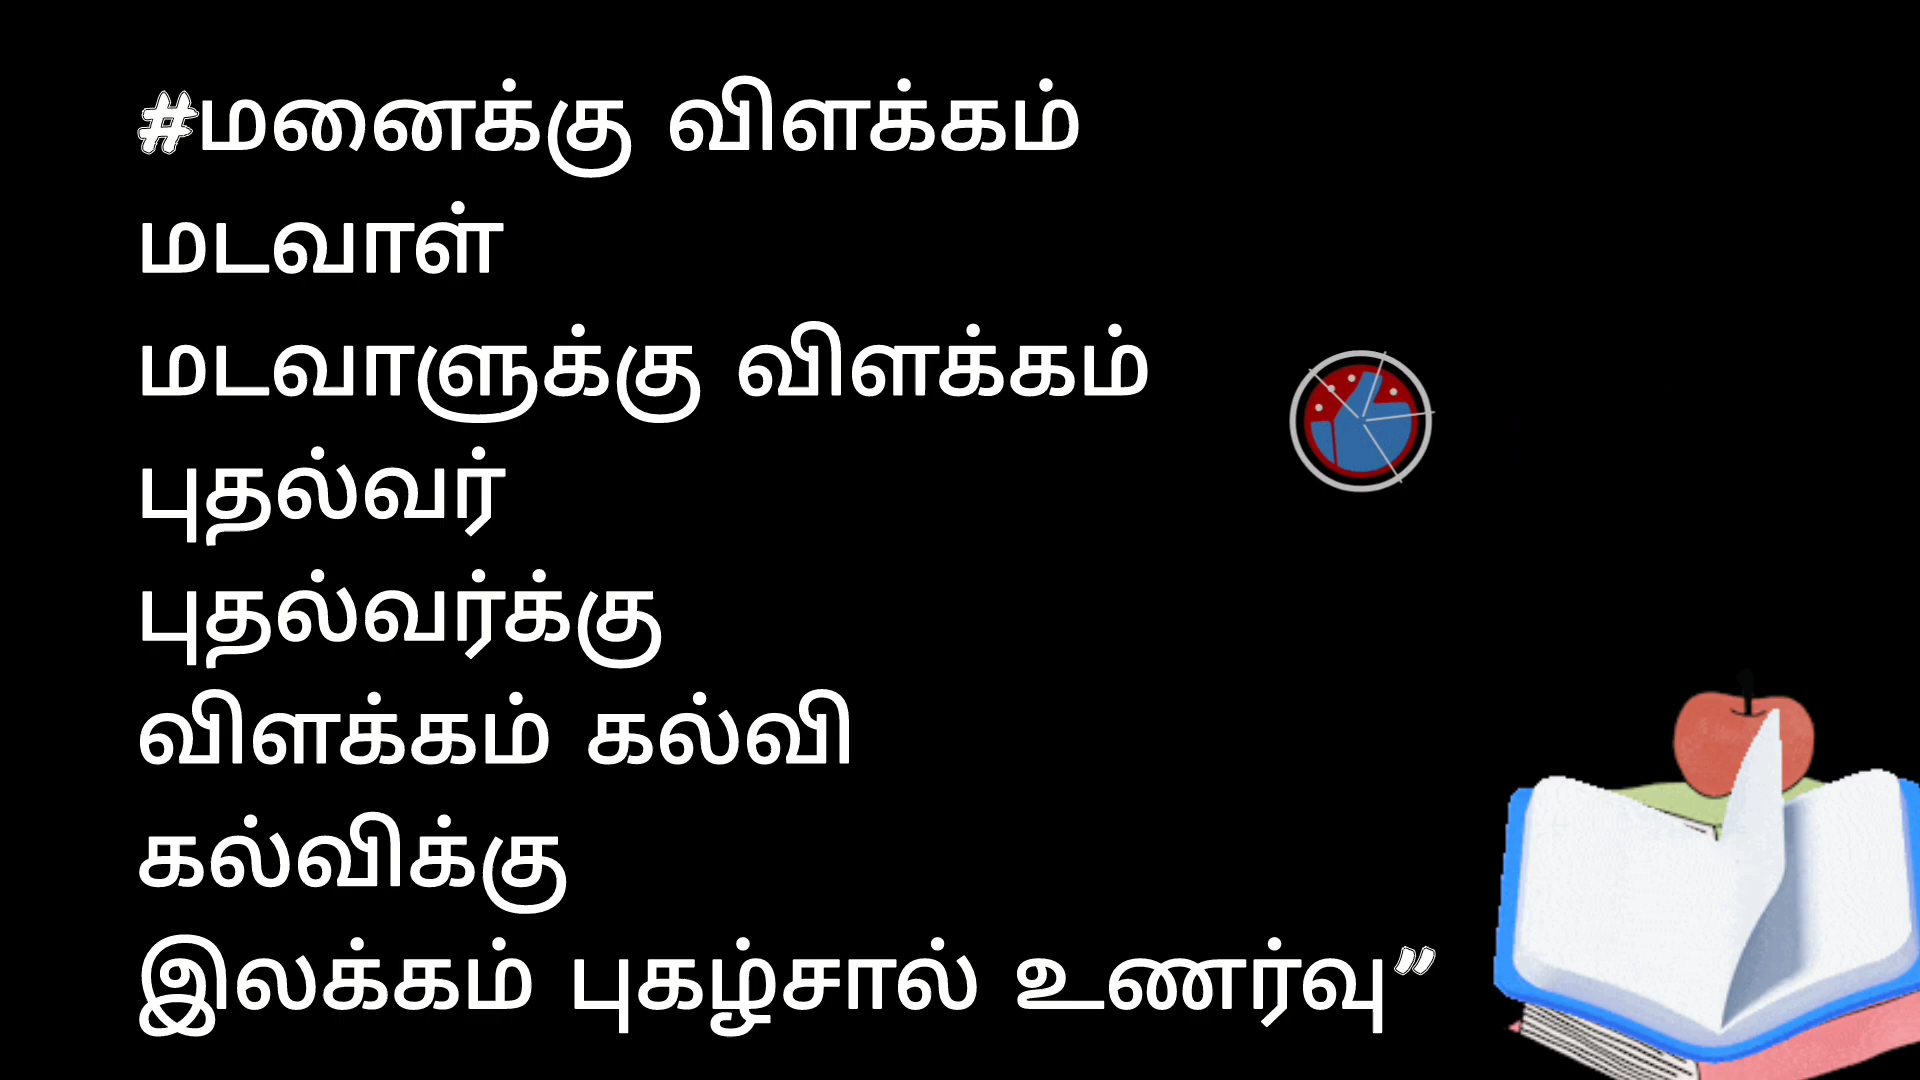 #மனைக்கு விளக்கம்
மடவாள்
மடவாளுக்கு விளக்கம்
புதல்வர்
புதல்வர்க்கு
விளக்கம் கல்வி
கல்விக்கு
இலக்கம் புகழ்சால் உணர்வு”